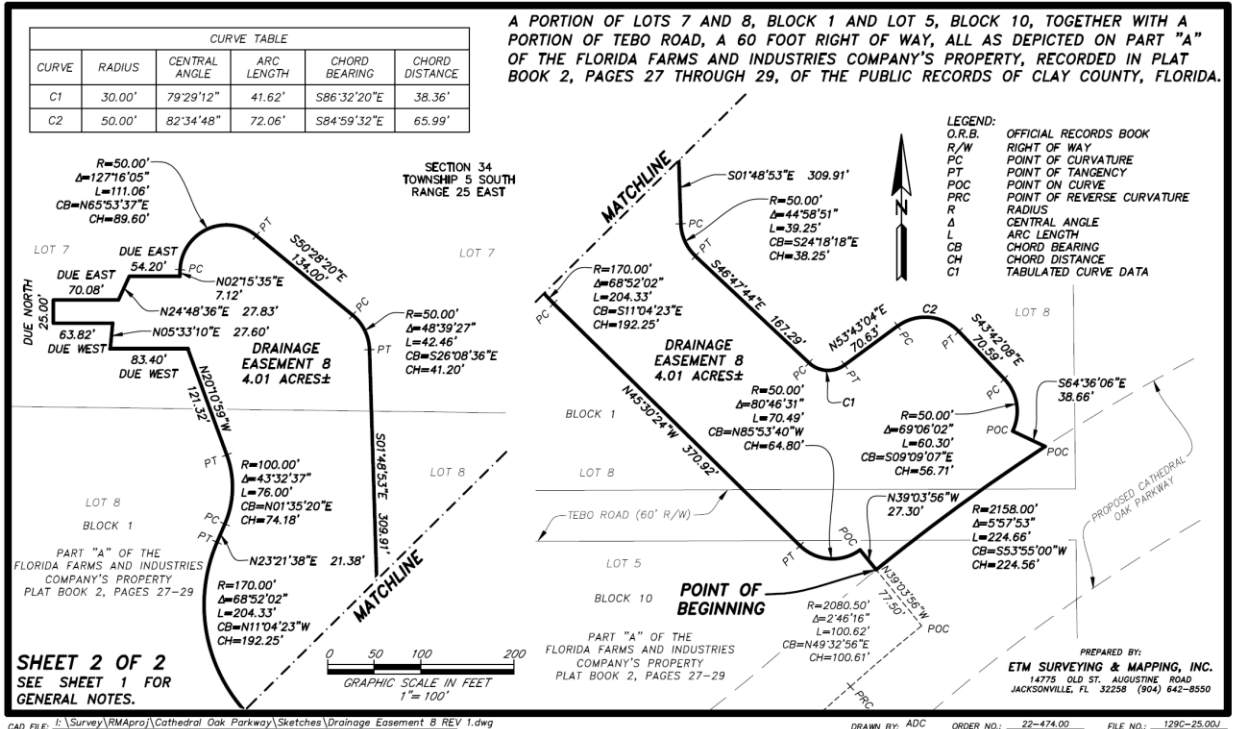 CURVE TABLE
CURVE RADIUS CENTRAL ANGLE ARC LENGTH CHORD BEARING CHORD DISTANCE
C1 30.00' 79°29'12" 41.62' S86°32'20"E 38.36'
C2 50.00' 82°34'48" 72.06' S84°59'32"E 65.99'
A PORTION OF LOTS 7 AND 8, BLOCK 1 AND LOT 5, BLOCK 10, TOGETHER WITH A
PORTION OF TEBO ROAD, A 60 FOOT RIGHT OF WAY, ALL AS DEPICTED ON PART "A"
OF THE FLORIDA FARMS AND INDUSTRIES COMPANY'S PROPERTY, RECORDED IN PLAT
BOOK 2, PAGES 27 THROUGH 29, OF THE PUBLIC RECORDS OF CLAY COUNTY, FLORIDA.
LEGEND:
O.R.B. OFFICIAL RECORDS BOOK
R/W RIGHT OF WAY
PC POINT OF CURVATURE
PT POINT OF TANGENCY
POC POINT ON CURVE
PRC POINT OF REVERSE CURVATURE
R RADIUS
Δ CENTRAL ANGLE
L ARC LENGTH
CB CHORD BEARING
CH CHORD DISTANCE
C1 TABULATED CURVE DATA
SECTION 34
TOWNSHIP 5 SOUTH
RANGE 25 EAST
R=50.00'
Δ=127°16'05"
L=111.06'
CB=N65°53'37"E
CH=89.60'
PT
S50°28'20"E
134.00'
LOT 7
LOT 7
DUE EAST
54.20'
PC
DUE EAST
70.08'
N02°15'35"E
7.12'
DUE NORTH
25.00'
N24°48'36"E 27.83'
N05°33'10"E 27.60'
63.82'
DUE WEST
83.40'
DUE WEST
PC
R=50.00'
Δ=48°39'27"
L=42.46'
CB=S26°08'36"E
CH=41.20'
PT
DRAINAGE
EASEMENT 8
4.01 ACRES±
N20°10'59"W
121.32'
PT
R=100.00'
Δ=43°32'37"
L=76.00'
CB=N01°35'20"E
CH=74.18'
S01°48'53"E 309.91'
LOT 8
LOT 8
BLOCK 1
PC
PT
N23°21'38"E 21.38'
PART "A" OF THE
FLORIDA FARMS AND INDUSTRIES
COMPANY'S PROPERTY
PLAT BOOK 2, PAGES 27-29
R=170.00'
Δ=68°52'02"
L=204.33'
CB=N11°04'23"W
CH=192.25'
MATCHLINE
SHEET 2 OF 2
SEE SHEET 1 FOR
GENERAL NOTES.
0 50 100 200
GRAPHIC SCALE IN FEET
1"= 100'
MATCHLINE
S01°48'53"E 309.91'
PC
R=50.00'
Δ=44°58'51"
L=39.25'
CB=S24°18'18"E
CH=38.25'
PT
N
R=170.00'
Δ=68°52'02"
L=204.33'
CB=S11°04'23"E
CH=192.25'
PC
S46°47'44"E 167.29'
DRAINAGE
EASEMENT 8
4.01 ACRES±
N53°43'04"E
70.63'
PC
C2
PT
S43°42'08"E
70.59'
LOT 8
PC
PT
C1
PC
S64°36'06"E
38.66'
POC
POC
R=50.00'
Δ=80°46'31"
L=70.49'
CB=N85°53'40"W
CH=64.80'
R=50.00'
Δ=69°06'02"
L=60.30'
CB=S09°09'07"E
CH=56.71'
BLOCK 1
N45°30'24"W 370.92'
LOT 8
N39°03'56"W
27.30'
TEBO ROAD (60' R/W)
PROPOSED CATHEDRAL
OAK PARKWAY
R=2158.00'
Δ=5°57'53"
L=224.66'
CB=S53°55'00"W
CH=224.56'
PT
POC
LOT 5
BLOCK 10
POINT OF
BEGINNING
N39°03'56"W
77.50'
POC
R=2080.50'
Δ=2°46'16"
L=100.62'
CB=N49°32'56"E
CH=100.61'
PRC
PART "A" OF THE
FLORIDA FARMS AND INDUSTRIES
COMPANY'S PROPERTY
PLAT BOOK 2, PAGES 27-29
PREPARED BY:
ETM SURVEYING & MAPPING, INC.
14775 OLD ST. AUGUSTINE ROAD
JACKSONVILLE, FL 32258 (904) 642-8550
CAD FILE: I:\Survey\RMAproj\Cathedral Oak Parkway\Sketches\Drainage Easement 8 REV 1.dwg
DRAWN BY: ADC ORDER NO.: 22-474.00 FILE NO.: 129C-25.00J